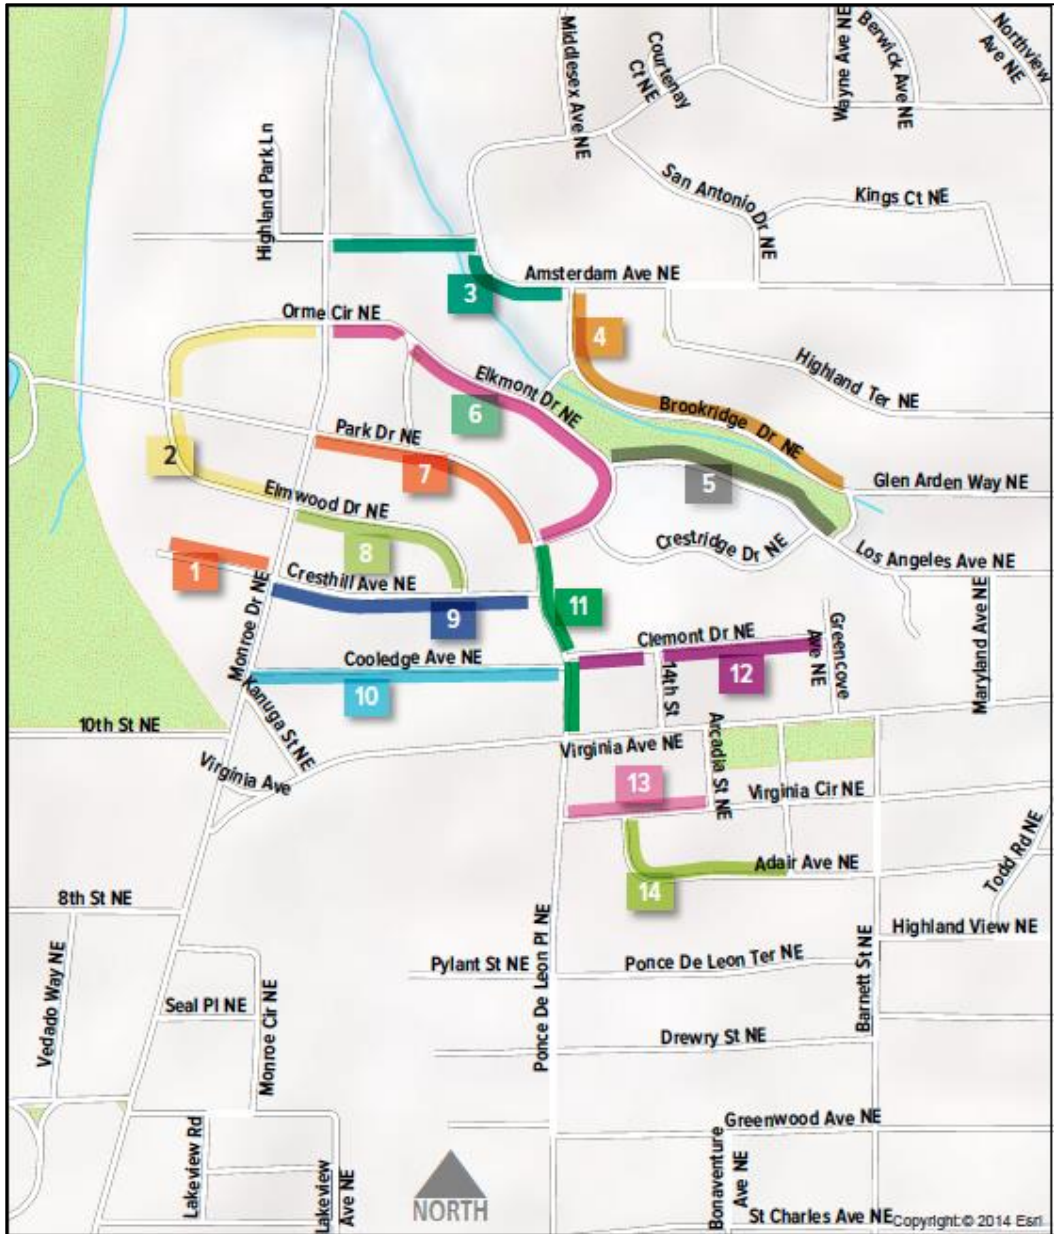 Middlesex Ave NE
Courtenay
Ct NE
Wayne Ave NE
Berwick Ave NE
Northview
Ave NE
Highland Park Ln
San Antonio Dr NE
Kings Ct NE
Amsterdam Ave NE
3
Orme Cir NE
4
Highland Ter NE
Elkmont Dr NE
6
Brookridge Dr NE
Park Dr NE
2
7
5
Glen Arden Way NE
Elmwood Dr NE
8
Crestridge Dr NE
Los Angeles Ave NE
1
Cresthill Ave NE
9
11
Monroe Dr NE
Clemont Dr NE
Greencove
Ave NE
Maryland Ave NE
Cooledge Ave NE
10
14th St
12
Kanuga St NE
10th St NE
Virginia Ave NE
Arcadia St NE
Virginia Ave
13
Virginia Cir NE
Adair Ave NE
14
Todd Rd NE
8th St NE
Highland View NE
Vedado Way NE
Pylant St NE
Ponce De Leon Pl NE
Ponce De Leon Ter NE
Barnett St NE
Seal Pl NE
Monroe Cir NE
Drewry St NE
Lakeview Rd
Greenwood Ave NE
Lakeview
Ave NE
NORTH
Bonaventure
Ave NE
St Charles Ave NE
Copyright:© 2014 Esri